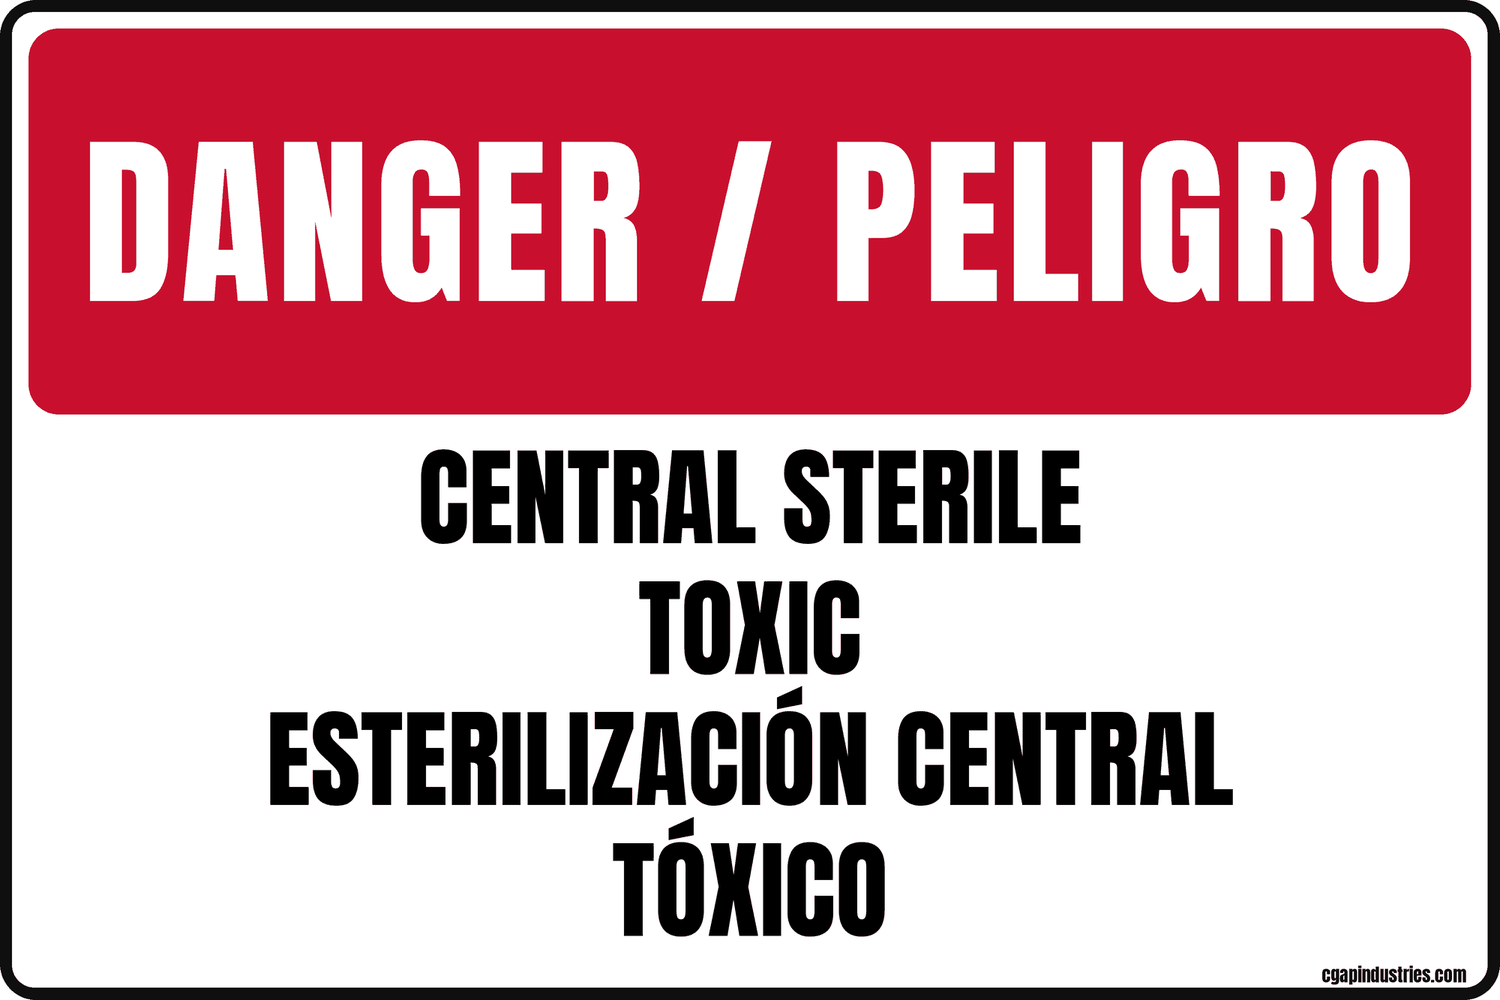 DANGER / PELIGRO
CENTRAL STERILE
TOXIC
ESTERILIZACIÓN CENTRAL
TÓXICO
cgapindustries.com